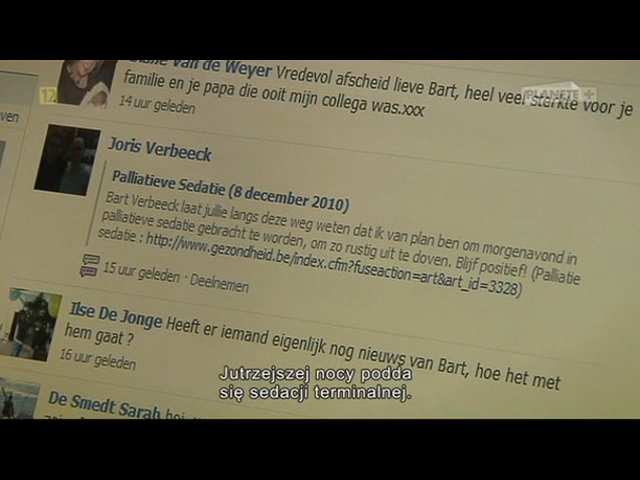 Van de Weyer Vredevol afscheid lieve Bart, heel veel sterkte voor je
familie en je papa die ooit mijn collega was.xxx
14 uur geleden
12
PLANETE +
ven
Joris Verbeeck
Palliatieve Sedatie (8 december 2010)
Bart Verbeeck laat jullie langs deze weg weten dat ik van plan ben om morgenavond in
palliatieve sedatie gebracht te worden, om zo rustig uit te doven. Blijf positief! (Palliatie
sedatie : http://www.gezondheid.be/index.cfm?fuseaction=art&art_id=3328)
15 uur geleden · Deelnemen
Ilse De Jonge Heeft er iemand eigenlijk nog nieuws van Bart, hoe het met
hem gaat ?
16 uur geleden
De Smedt Sarah
Jutrzejszej nocy podda
się sedacji terminalnej.